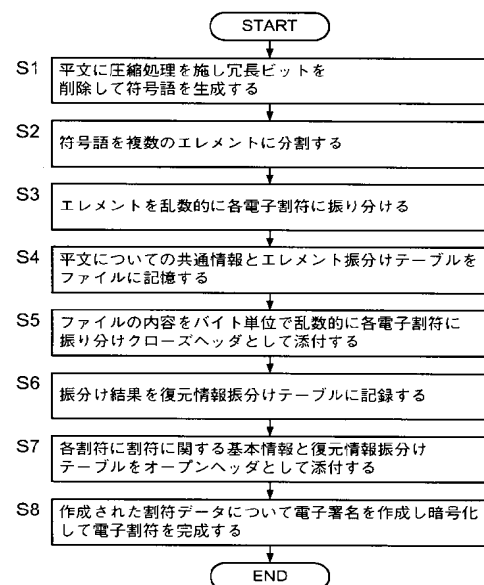 START
S1
平文に圧縮処理を施し冗長ビットを
削除して符号語を生成する
S2
符号語を複数のエレメントに分割する
S3
エレメントを乱数的に各電子割符に振り分ける
S4
平文についての共通情報とエレメント振分けテーブルを
ファイルに記憶する
S5
ファイルの内容をバイト単位で乱数的に各電子割符に
振り分けクローズヘッダとして添付する
S6
振分け結果を復元情報振分けテーブルに記録する
S7
各割符に割符に関する基本情報と復元情報振分け
テーブルをオープンヘッダとして添付する
S8
作成された割符データについて電子署名を作成し暗号化
して電子割符を完成する
END